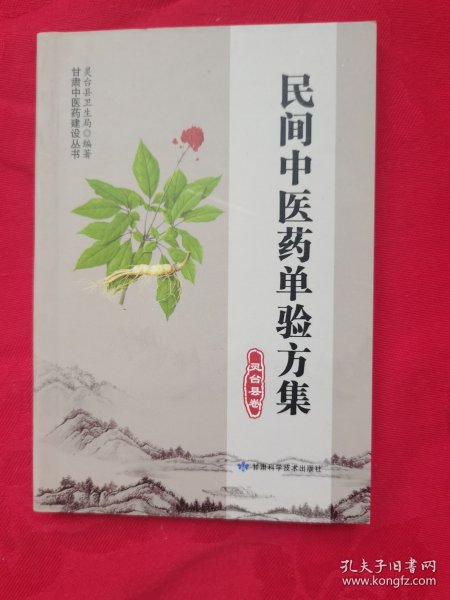 民间中医药单验方集
灵台县卷
甘肃中医药建设丛书
灵台县卫生局◎编著
甘肃科学技术出版社
孔夫子旧书网
www.kongfz.com